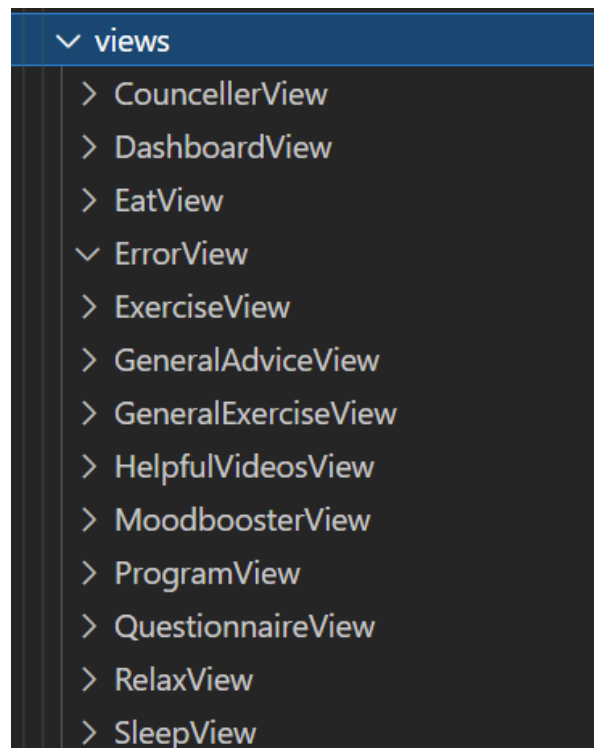 views
CouncellerView
DashboardView
EatView
ErrorView
ExerciseView
GeneralAdviceView
GeneralExerciseView
HelpfulVideosView
MoodboosterView
ProgramView
QuestionnaireView
RelaxView
SleepView